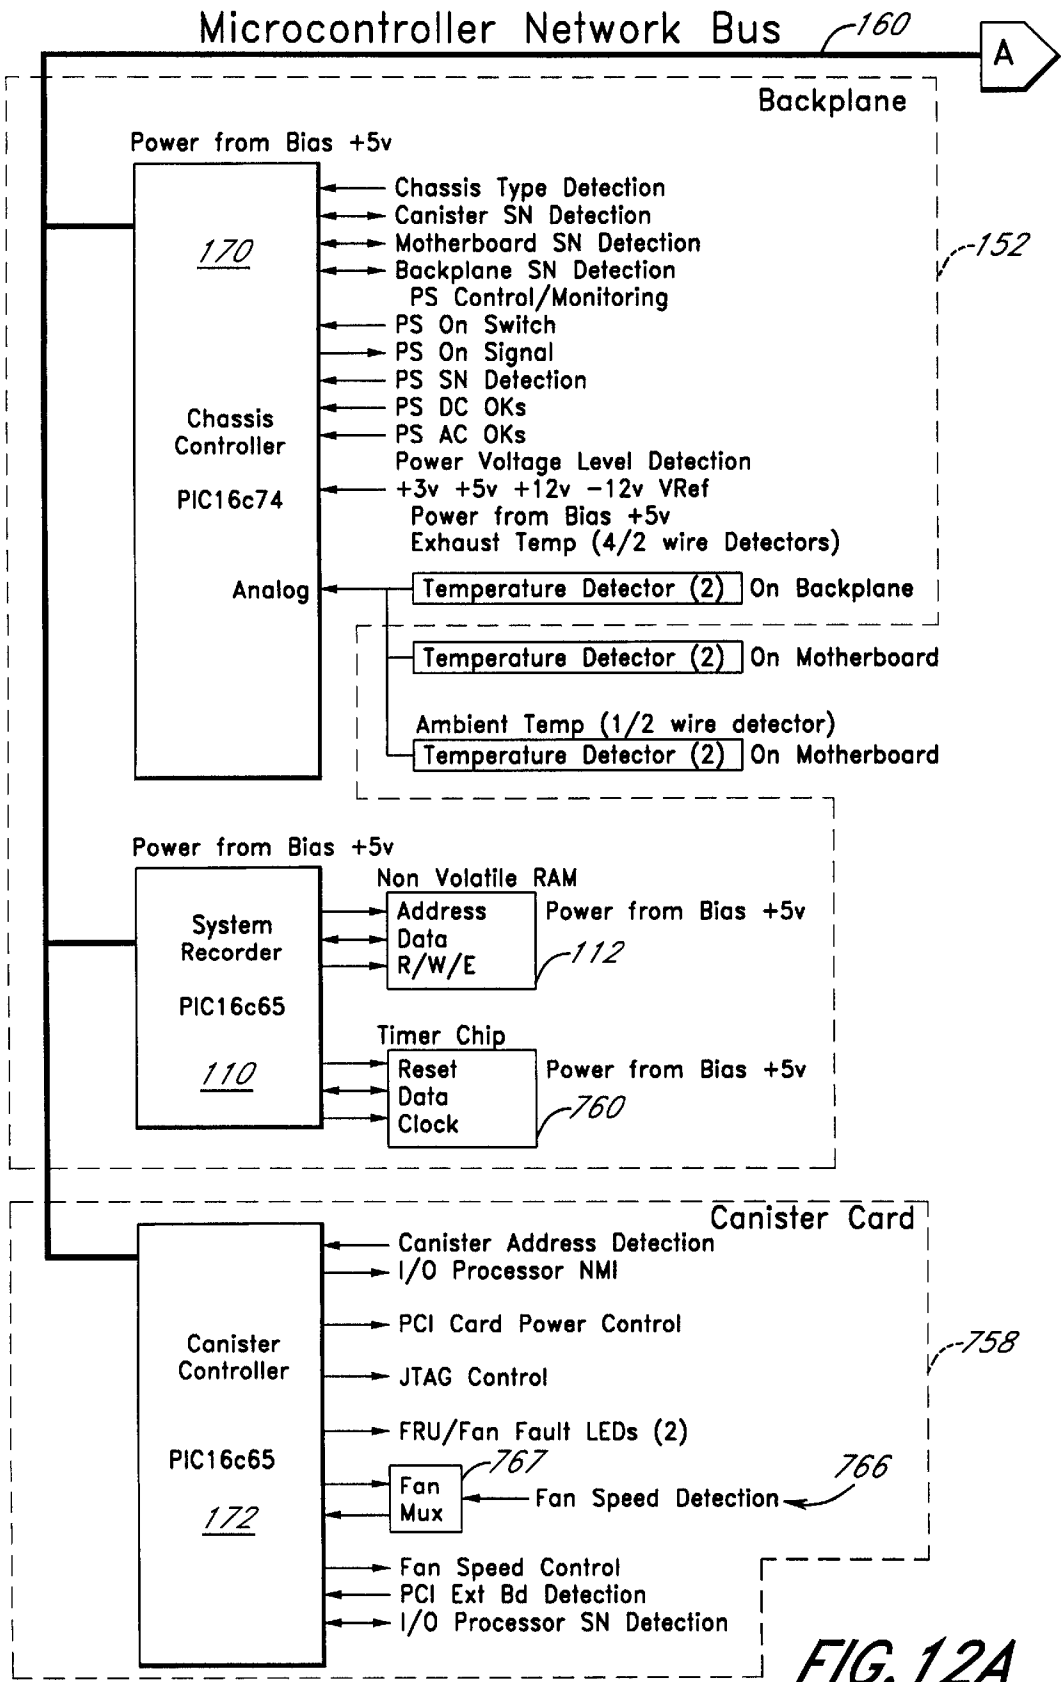 Microcontroller Network Bus
160
A
Backplane
Power from Bias +5v
Chassis Type Detection
Canister SN Detection
Motherboard SN Detection
Backplane SN Detection
PS Control/Monitoring
PS On Switch
PS On Signal
PS SN Detection
PS DC OKs
PS AC OKs
Power Voltage Level Detection
+3v +5v +12v -12v VRef
Power from Bias +5v
Exhaust Temp (4/2 wire Detectors)
170
152
Chassis
Controller
PIC16c74
Analog
Temperature Detector (2) On Backplane
Temperature Detector (2) On Motherboard
Ambient Temp (1/2 wire detector)
Temperature Detector (2) On Motherboard
Power from Bias +5v
System
Recorder
PIC16c65
110
Non Volatile RAM
Address
Data
R/W/E
Power from Bias +5v
112
Timer Chip
Reset
Data
Clock
Power from Bias +5v
760
Canister Card
Canister Address Detection
I/O Processor NMI
PCI Card Power Control
JTAG Control
FRU/Fan Fault LEDs (2)
758
Canister
Controller
PIC16c65
172
767
Fan
Mux
Fan Speed Detection
766
Fan Speed Control
PCI Ext Bd Detection
I/O Processor SN Detection
FIG. 12A